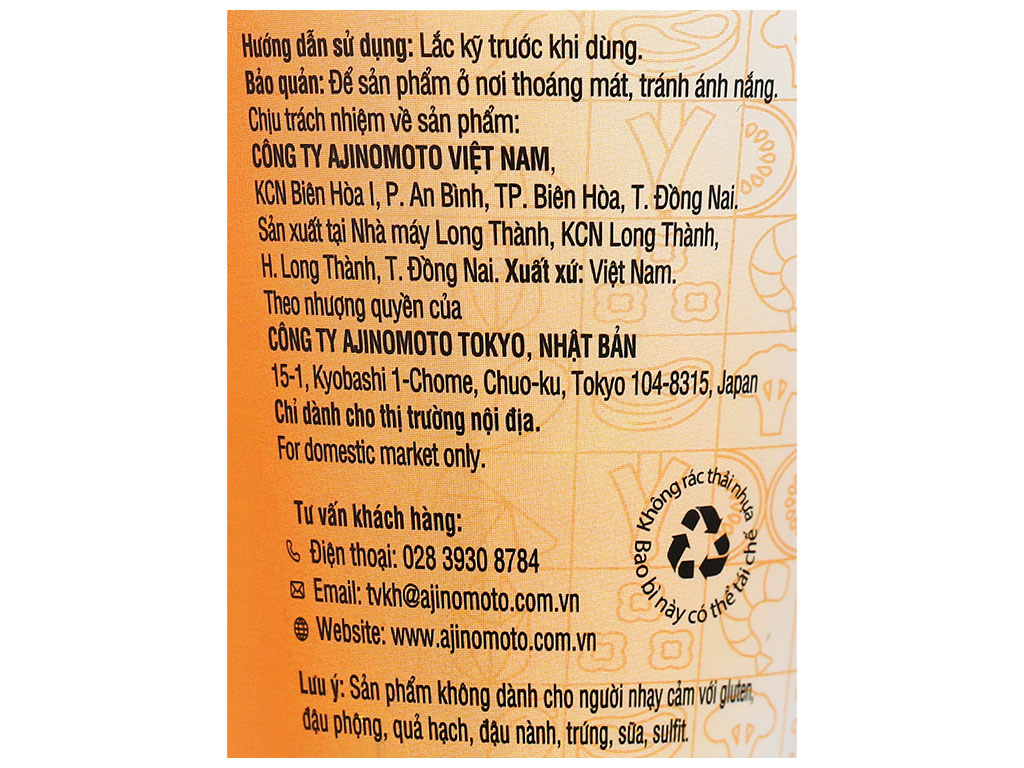 Hướng dẫn sử dụng: Lắc kỹ trước khi dùng.
Bảo quản: Để sản phẩm ở nơi thoáng mát, tránh ánh nắng.
Chịu trách nhiệm về sản phẩm:
CÔNG TY AJINOMOTO VIỆT NAM,
KCN Biên Hòa I, P. An Bình, TP. Biên Hòa, T. Đồng Nai.
Sản xuất tại Nhà máy Long Thành, KCN Long Thành,
H. Long Thành, T. Đồng Nai. Xuất xứ: Việt Nam.
Theo nhượng quyền của
CÔNG TY AJINOMOTO TOKYO, NHẬT BẢN
15-1, Kyobashi 1-Chome, Chuo-ku, Tokyo 104-8315, Japan
Chỉ dành cho thị trường nội địa.
For domestic market only.
Tư vấn khách hàng:
Điện thoại: 028 3930 8784
Email: tvkh@ajinomoto.com.vn
Website: www.ajinomoto.com.vn
Không rác thải nhựa
Bao bì này có thể tái chế
Lưu ý: Sản phẩm không dành cho người nhạy cảm với gluten,
đậu phộng, quả hạch, đậu nành, trứng, sữa, sulfit.